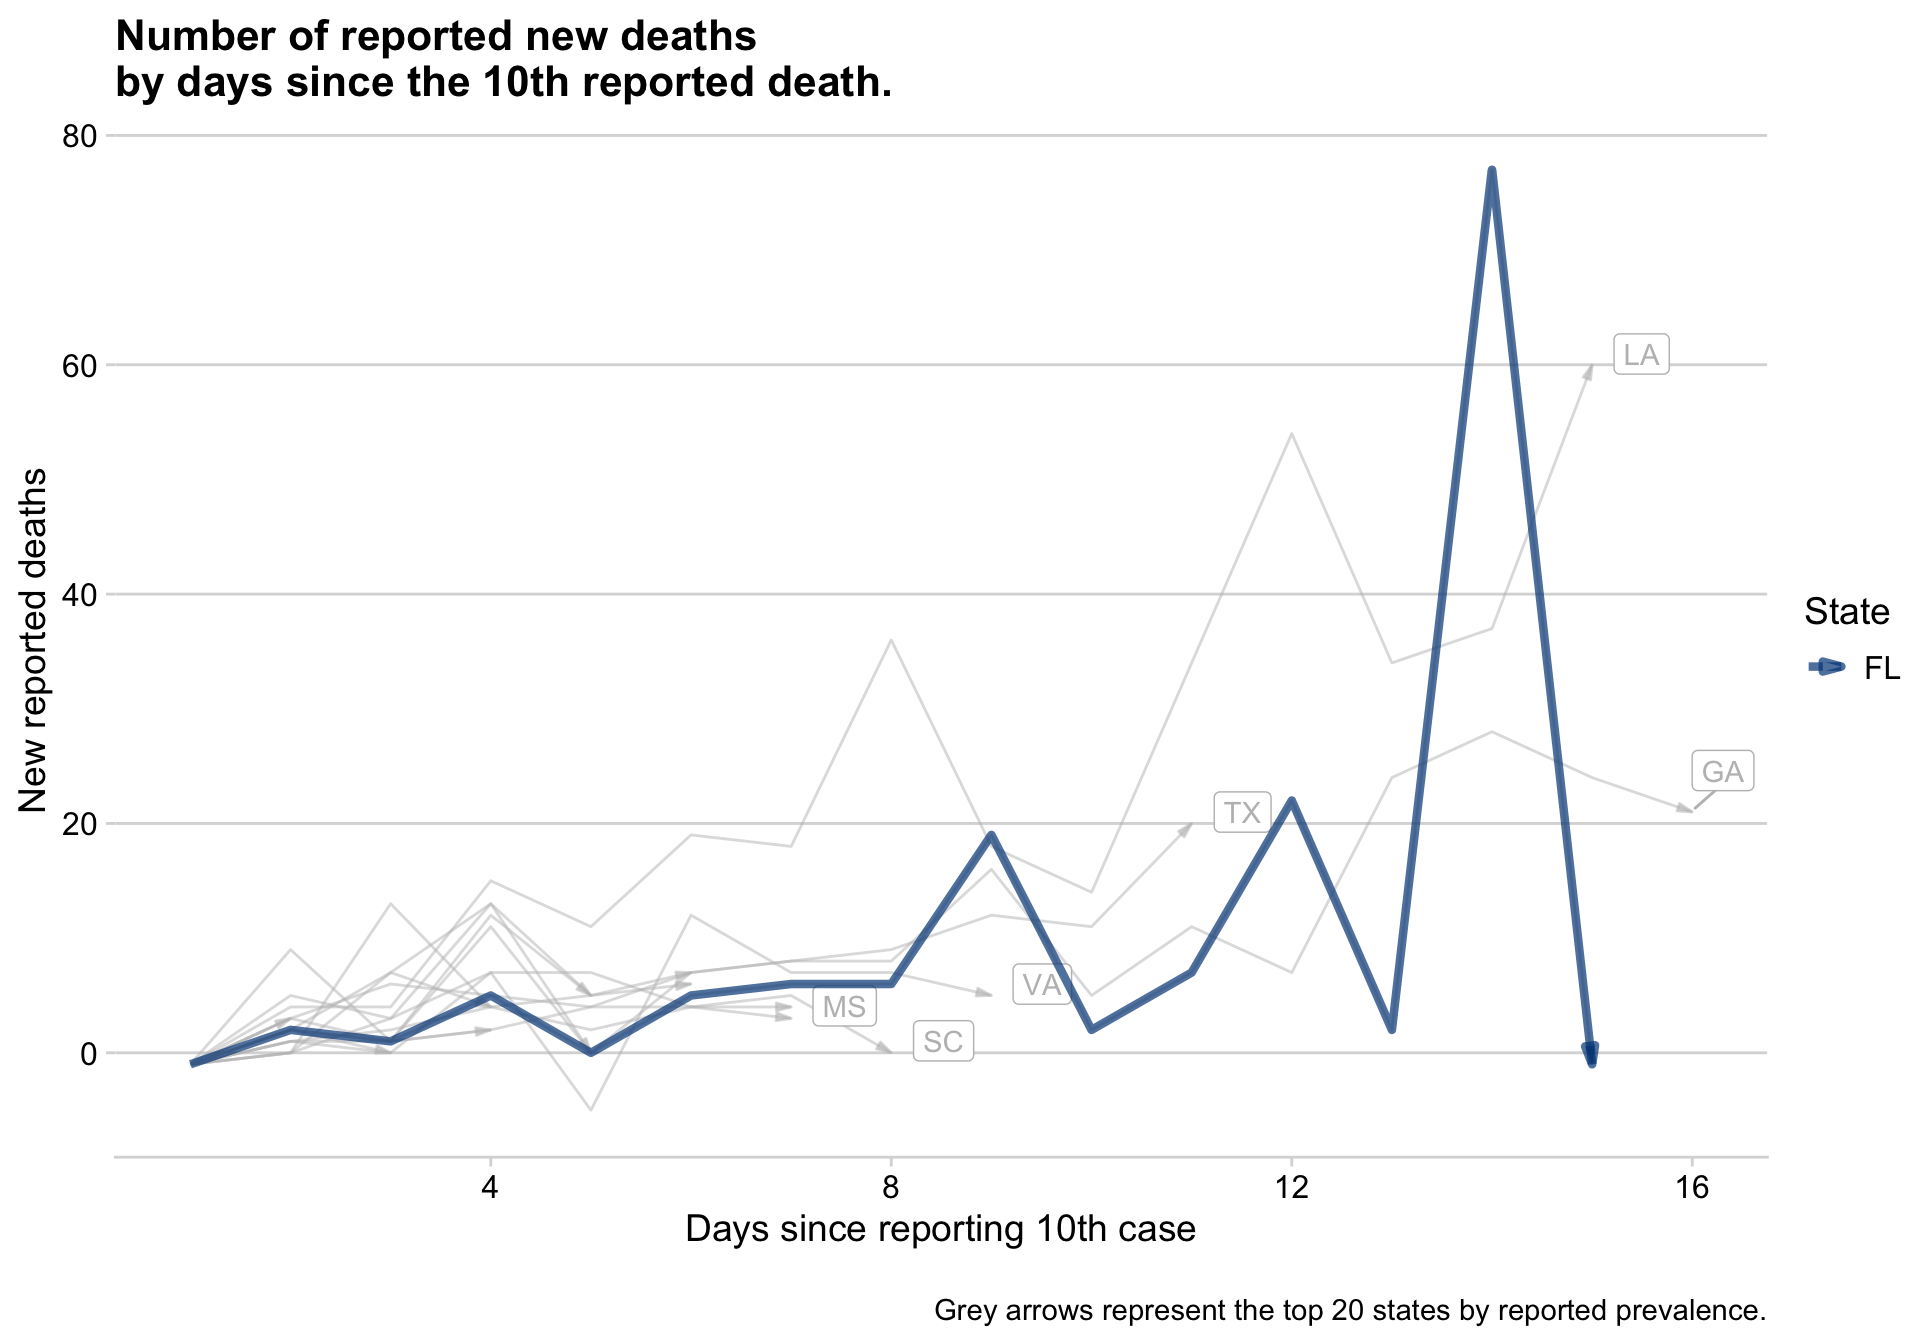 Number of reported new deaths
by days since the 10th reported death.
80
60
40
20
0
New reported deaths
LA
GA
TX
VA
MS
SC
State
FL
4
8
12
16
Days since reporting 10th case
Grey arrows represent the top 20 states by reported prevalence.